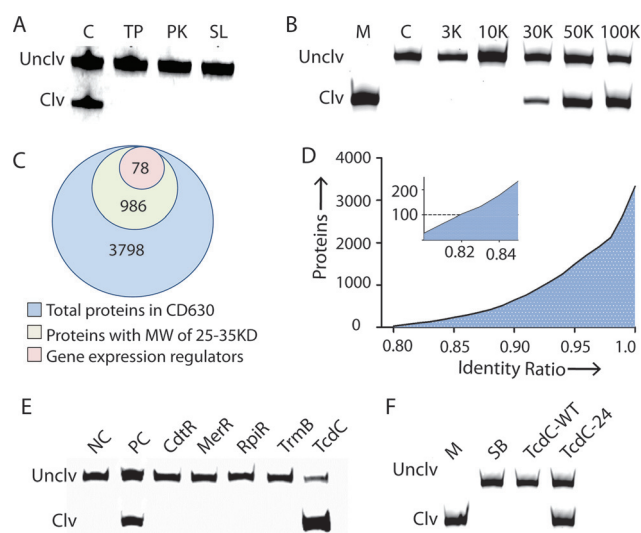 A
C TP PK SL
Unclv
Clv
B
M C 3K 10K 30K 50K 100K
Unclv
Clv
C
78
986
3798
Total proteins in CD630
Proteins with MW of 25-35KD
Gene expression regulators
D
Proteins
4000
3000
2000
1000
0
200
100
0.82 0.84
0.80 0.85 0.90 0.95 1.0
Identity Ratio
E
NC PC CdtR MetR RpiR TrmB TcdC
Unclv
Clv
F
M SB TcdC-WT TcdC-24
Unclv
Clv